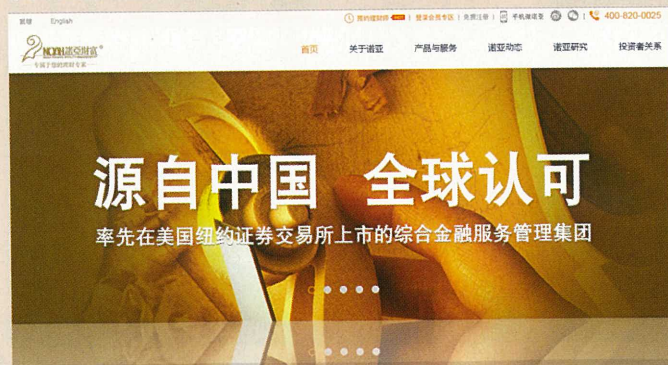 繁體 English
预约理财师 | 登录会员专区 | 免费注册 | 手机微诺亚 | 400-820-0025
NOAH诺亚财富®
专属于您的理财专家
首页 关于诺亚 产品与服务 诺亚动态 诺亚研究 投资者关系
源自中国 全球认可
率先在美国纽约证券交易所上市的综合金融服务管理集团